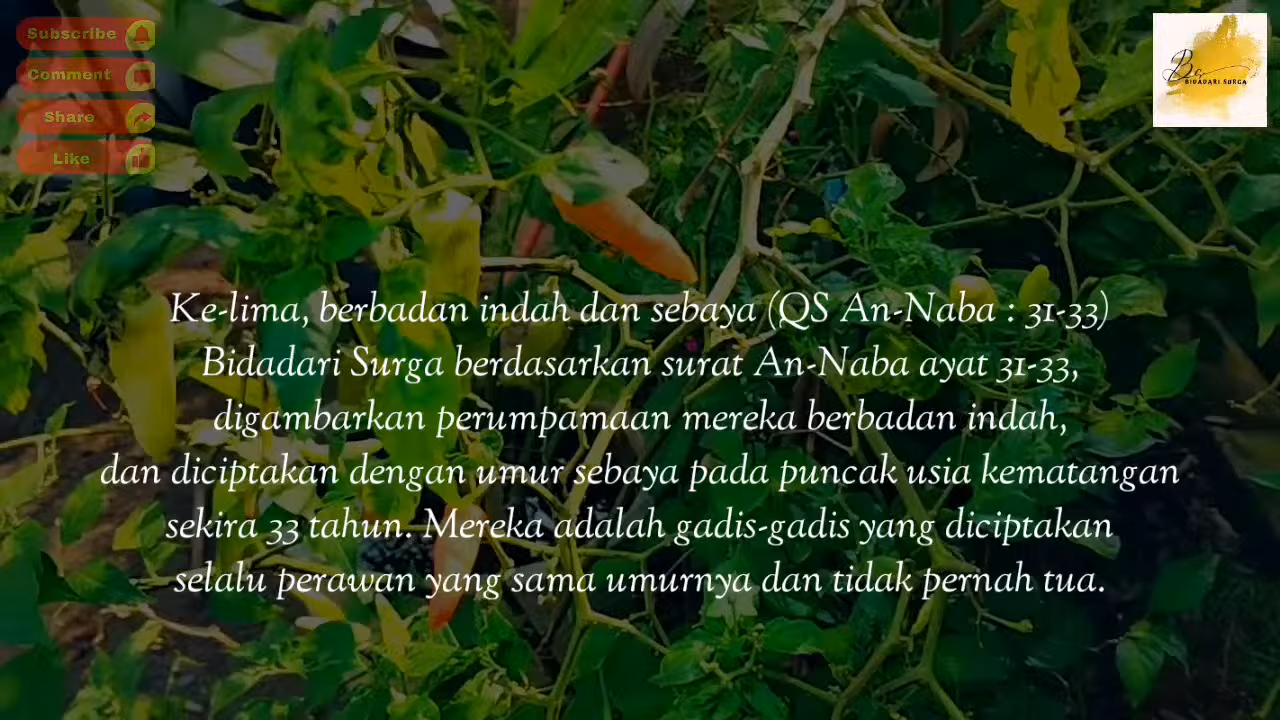 Subscribe
Comment
Share
Like
BIDADARI SURGA
Ke-lima, berbadan indah dan sebaya (QS An-Naba : 31-33)
Bidadari Surga berdasarkan surat An-Naba ayat 31-33,
digambarkan perumpamaan mereka berbadan indah,
dan diciptakan dengan umur sebaya pada puncak usia kematangan
sekira 33 tahun. Mereka adalah gadis-gadis yang diciptakan
selalu perawan yang sama umurnya dan tidak pernah tua.